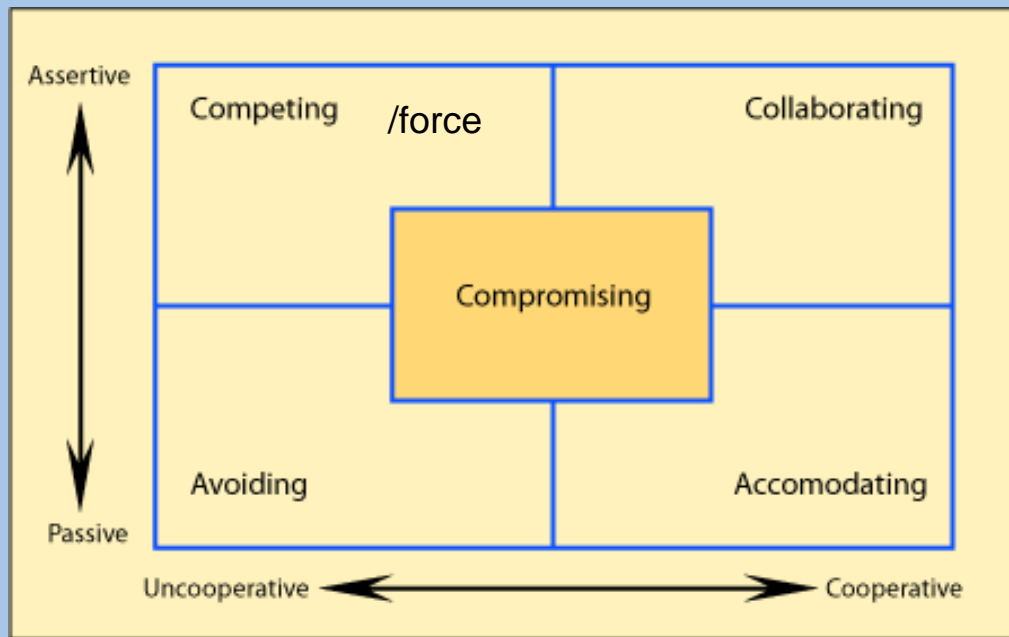 Assertive
Competing /force
Collaborating
Compromising
Avoiding
Accomodating
Passive
Uncooperative
Cooperative